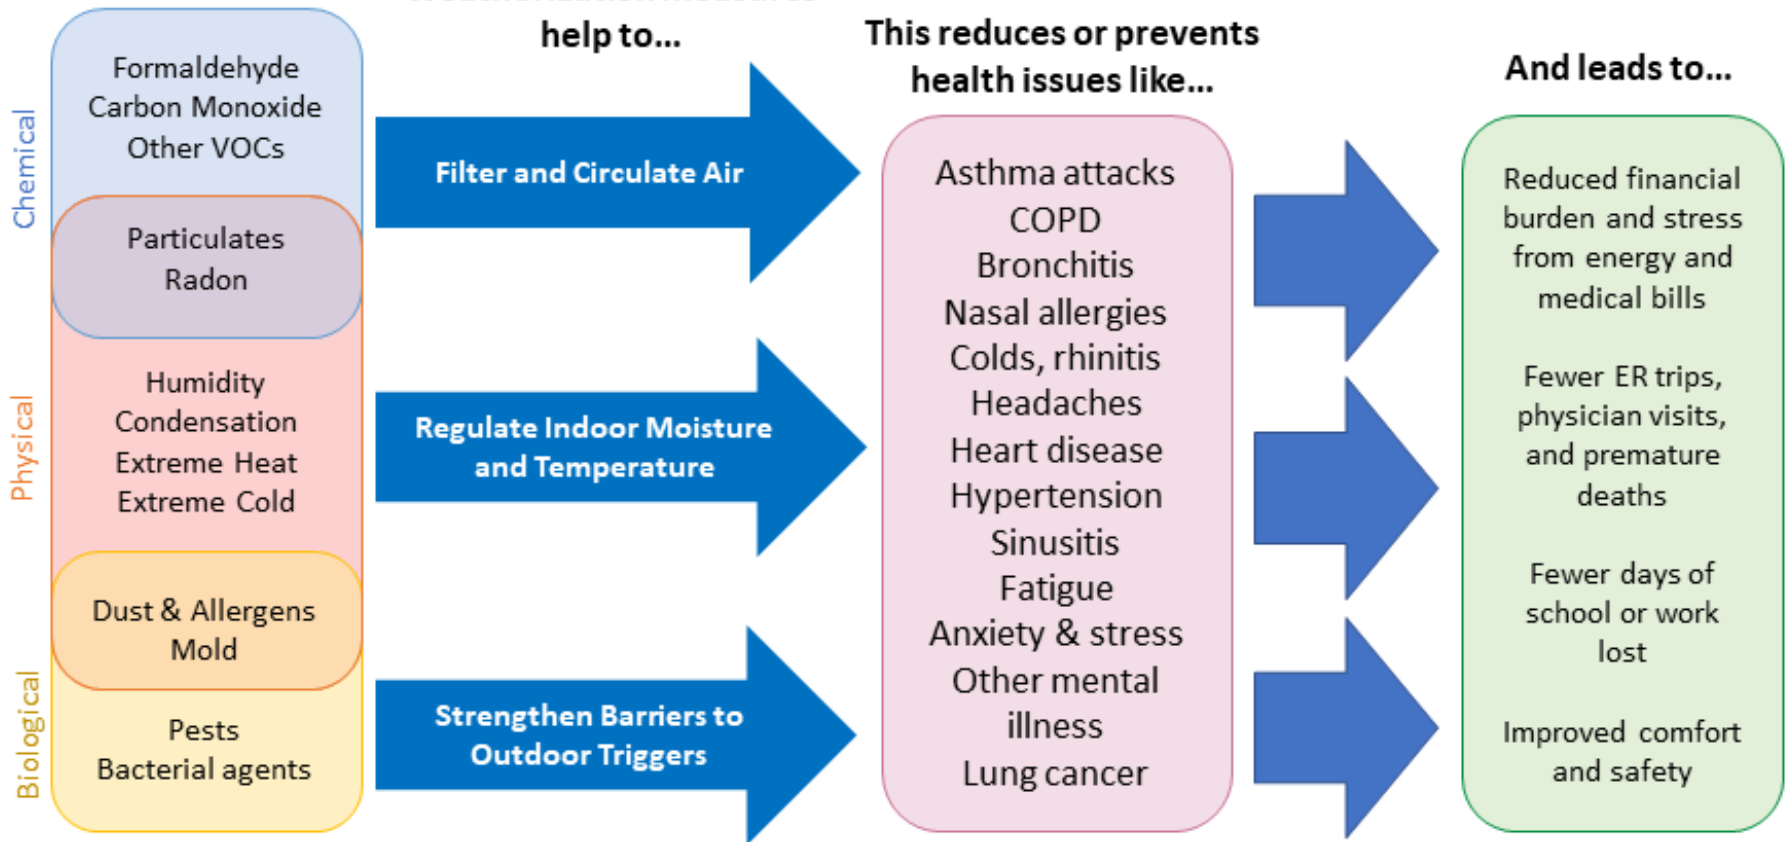 help to...
This reduces or prevents
health issues like...
And leads to...
Chemical
Formaldehyde
Carbon Monoxide
Other VOCs
Particulates
Radon
Physical
Humidity
Condensation
Extreme Heat
Extreme Cold
Dust & Allergens
Mold
Biological
Pests
Bacterial agents
Filter and Circulate Air
Regulate Indoor Moisture
and Temperature
Strengthen Barriers to
Outdoor Triggers
Asthma attacks
COPD
Bronchitis
Nasal allergies
Colds, rhinitis
Headaches
Heart disease
Hypertension
Sinusitis
Fatigue
Anxiety & stress
Other mental
illness
Lung cancer
Reduced financial
burden and stress
from energy and
medical bills
Fewer ER trips,
physician visits,
and premature
deaths
Fewer days of
school or work
lost
Improved comfort
and safety